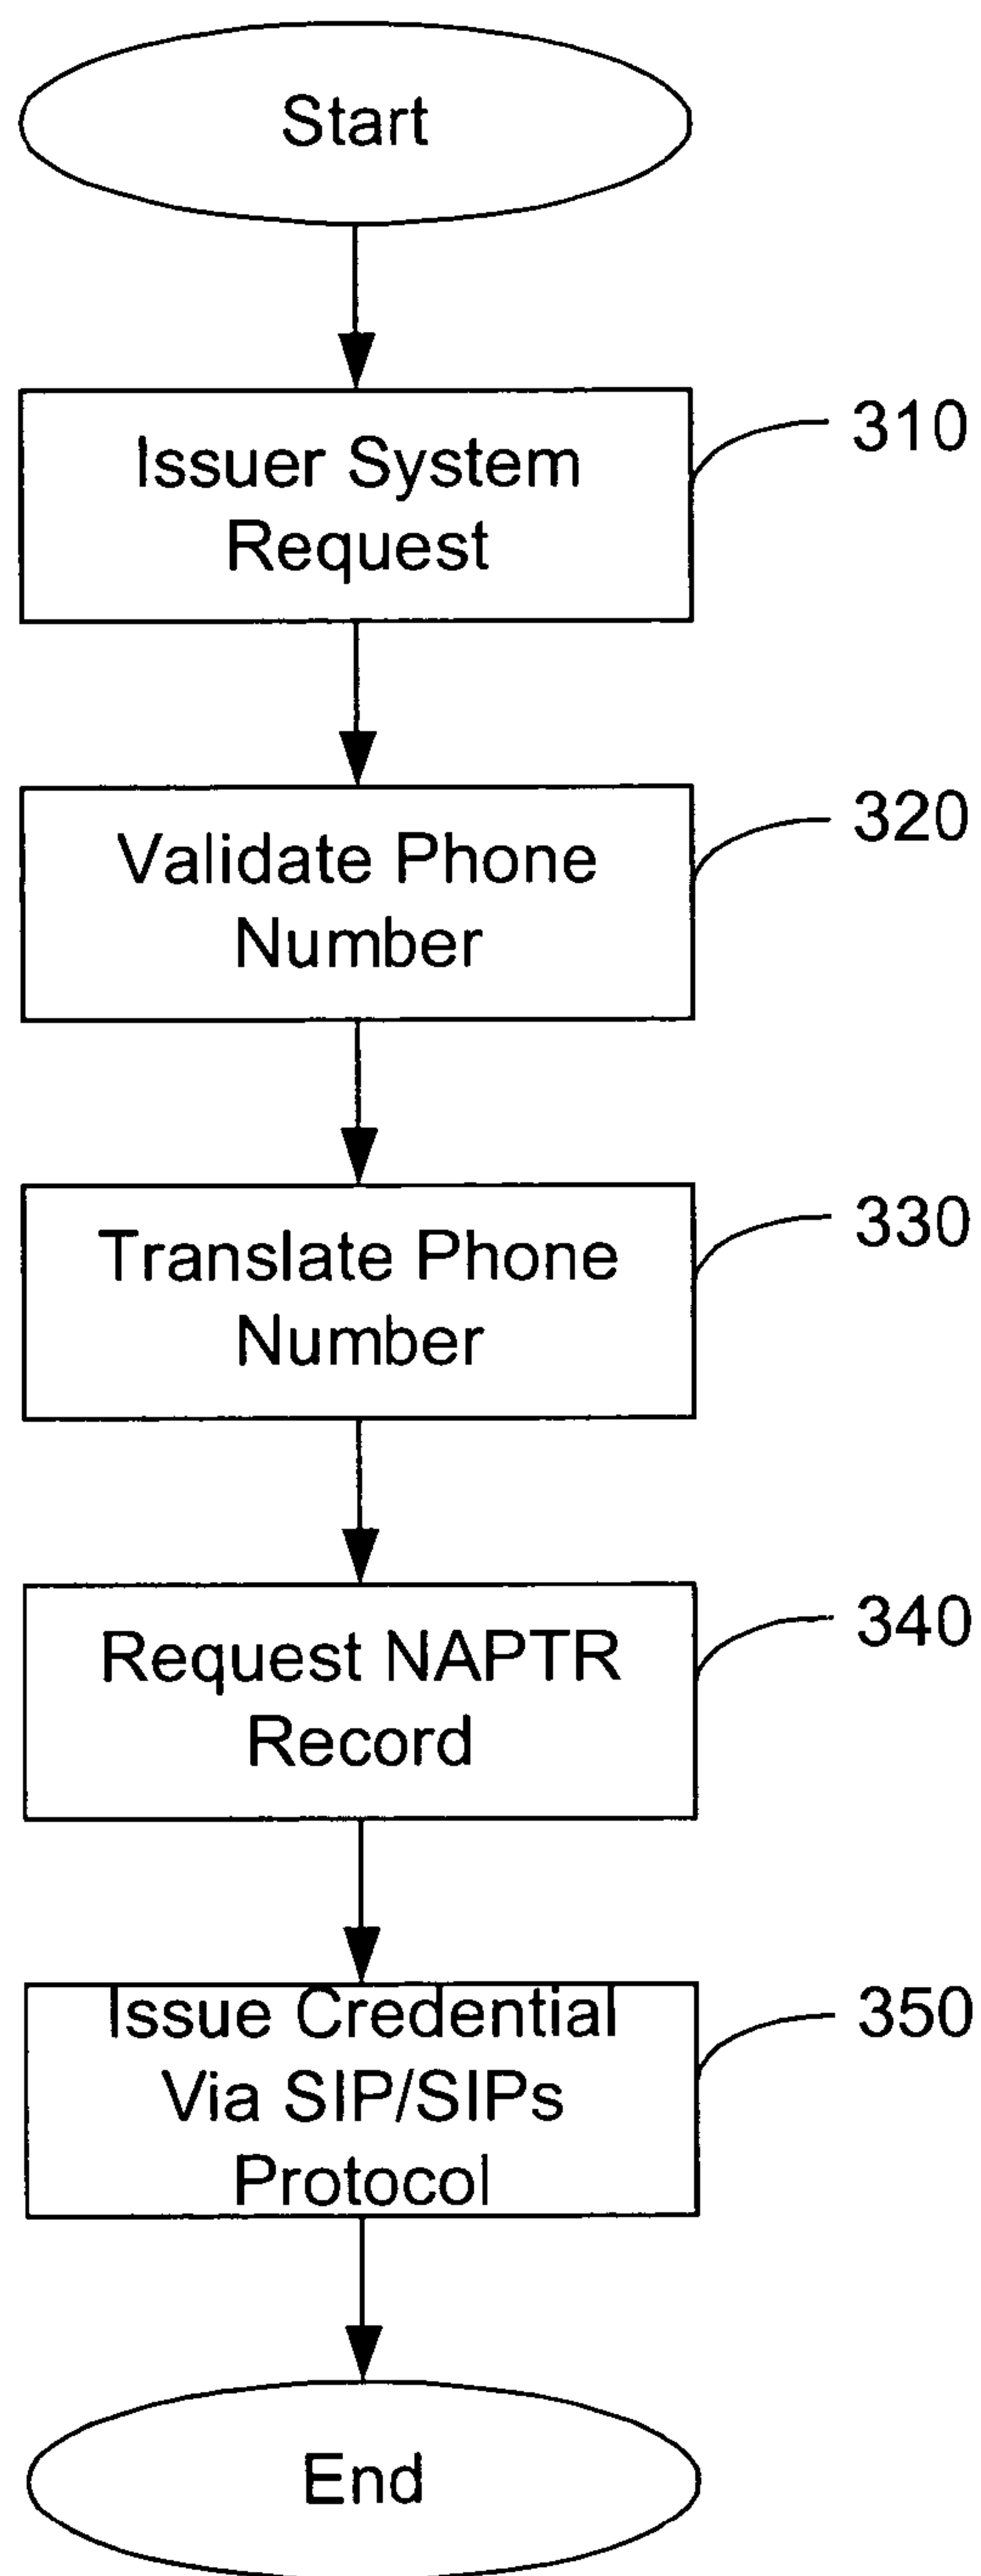 Start
Issuer System
Request
310
Validate Phone
Number
320
Translate Phone
Number
330
Request NAPTR
Record
340
Issue Credential
Via SIP/SIPs
Protocol
350
End